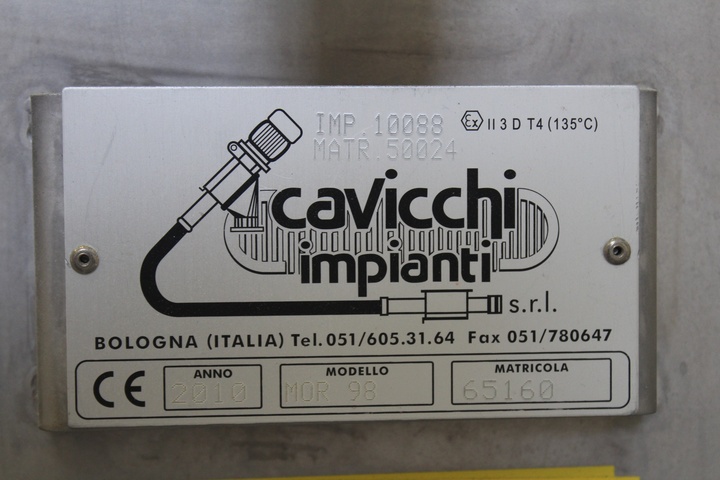 IMP. 10088
MATR. 50024
Ex II 3 D T4 (135°C)
cavicchi
impianti
s.r.l.
BOLOGNA (ITALIA) Tel. 051/605.31.64 Fax 051/780647
CE
ANNO
2010
MODELLO
MOR 98
MATRICOLA
65160